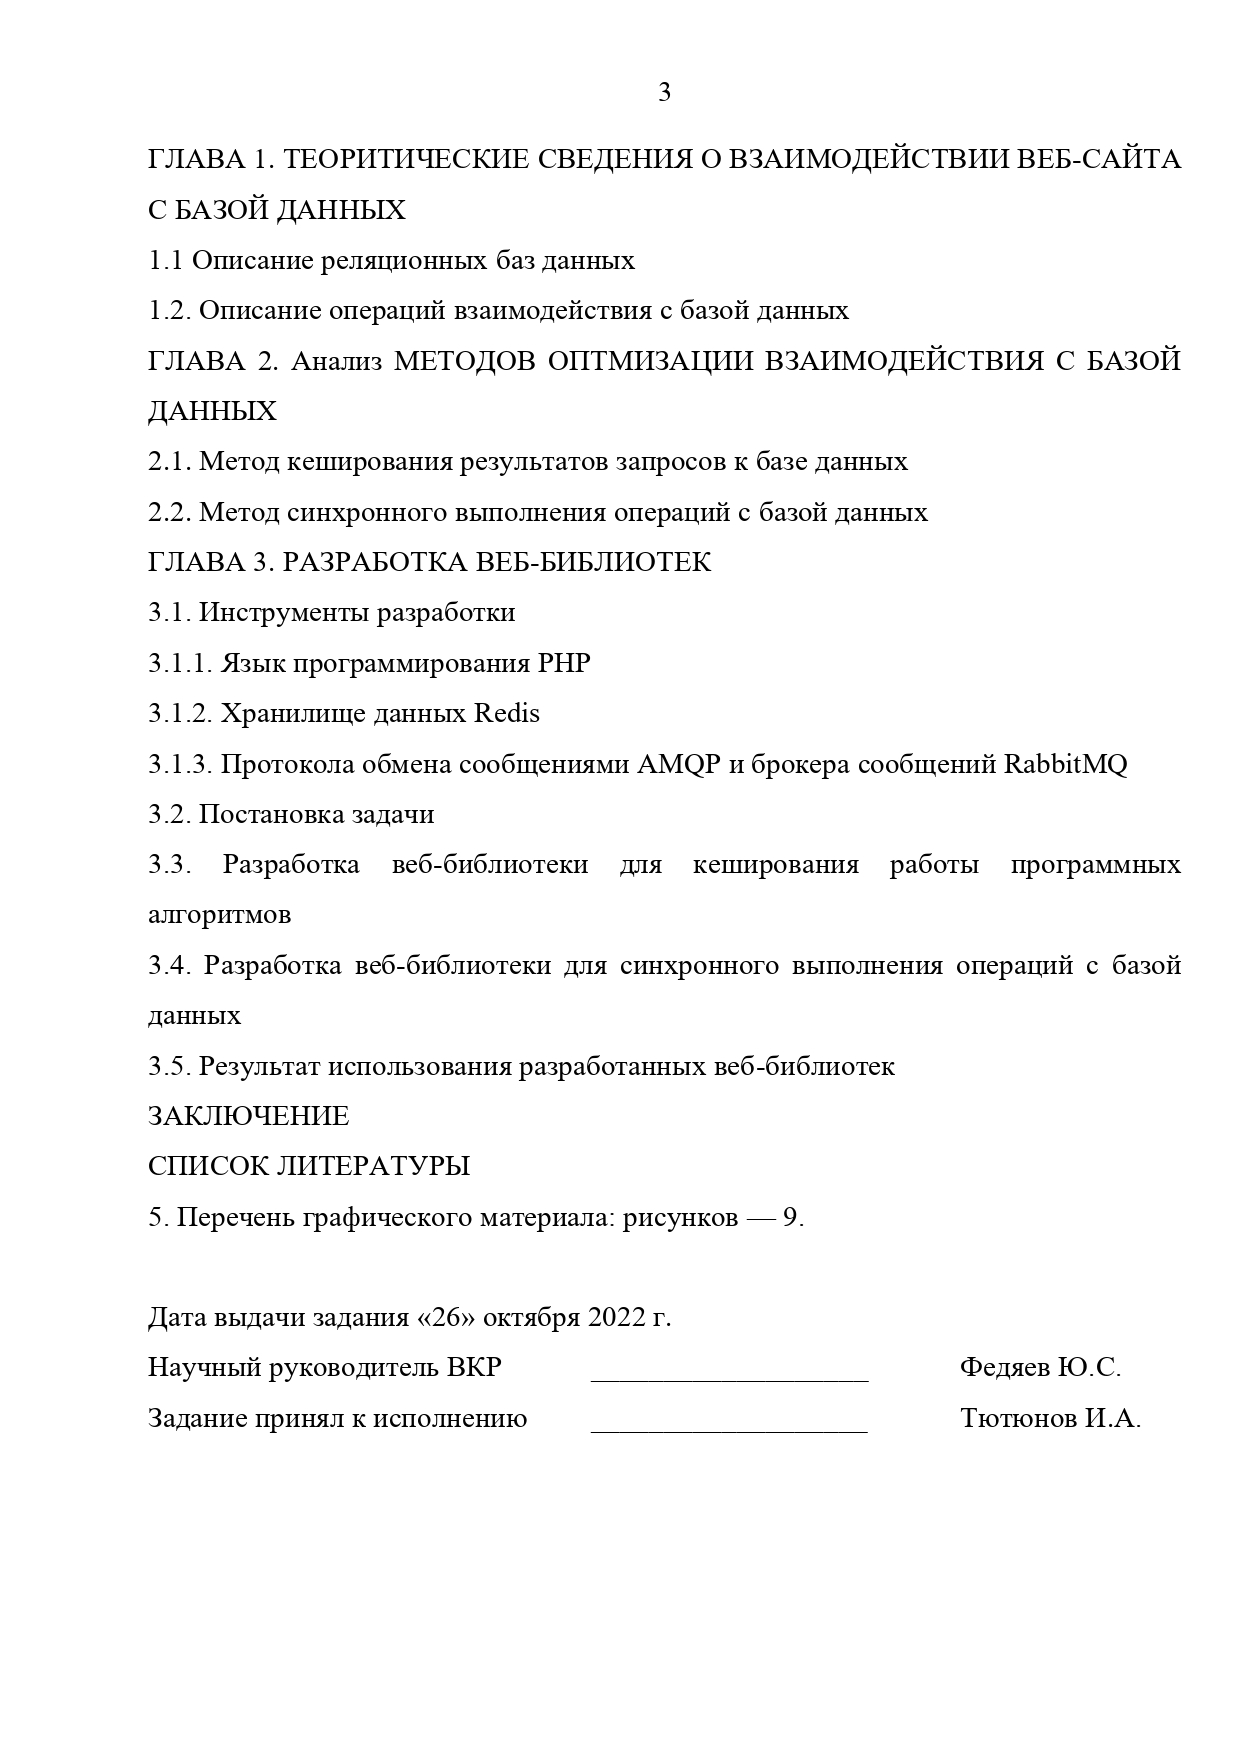 3
ГЛАВА 1. ТЕОРИТИЧЕСКИЕ СВЕДЕНИЯ О ВЗАИМОДЕЙСТВИИ ВЕБ-САЙТА
С БАЗОЙ ДАННЫХ
1.1 Описание реляционных баз данных
1.2. Описание операций взаимодействия с базой данных
ГЛАВА 2. Анализ МЕТОДОВ ОПТМИЗАЦИИ ВЗАИМОДЕЙСТВИЯ С БАЗОЙ
ДАННЫХ
2.1. Метод кеширования результатов запросов к базе данных
2.2. Метод синхронного выполнения операций с базой данных
ГЛАВА 3. РАЗРАБОТКА ВЕБ-БИБЛИОТЕК
3.1. Инструменты разработки
3.1.1. Язык программирования PHP
3.1.2. Хранилище данных Redis
3.1.3. Протокола обмена сообщениями AMQP и брокера сообщений RabbitMQ
3.2. Постановка задачи
3.3. Разработка веб-библиотеки для кеширования работы программных
алгоритмов
3.4. Разработка веб-библиотеки для синхронного выполнения операций с базой
данных
3.5. Результат использования разработанных веб-библиотек
ЗАКЛЮЧЕНИЕ
СПИСОК ЛИТЕРАТУРЫ
5. Перечень графического материала: рисунков — 9.
Дата выдачи задания «26» октября 2022 г.
Научный руководитель ВКР ____________________ Федяев Ю.С.
Задание принял к исполнению ____________________ Тютюнов И.А.